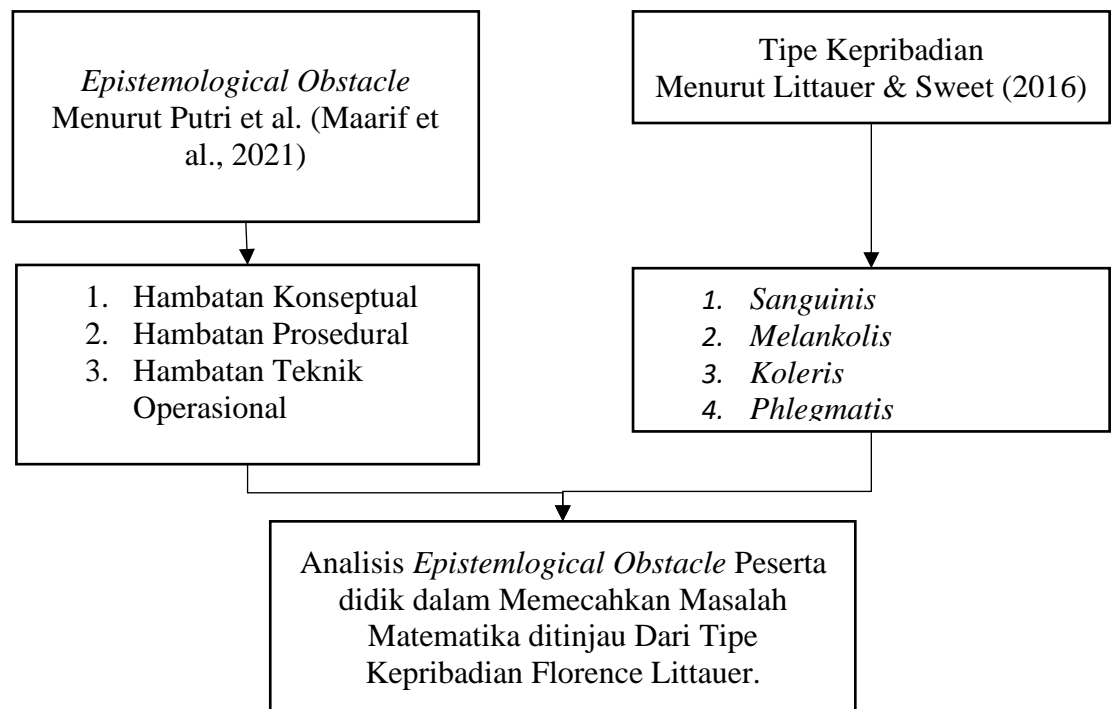 Epistemological Obstacle
Menurut Putri et al. (Maarif et
al., 2021)
Tipe Kepribadian
Menurut Littauer & Sweet (2016)
1. Hambatan Konseptual
2. Hambatan Prosedural
3. Hambatan Teknik
Operasional
1. Sanguinis
2. Melankolis
3. Koleris
4. Phlegmatis
Analisis Epistemlogical Obstacle Peserta
didik dalam Memecahkan Masalah
Matematika ditinjau Dari Tipe
Kepribadian Florence Littauer.